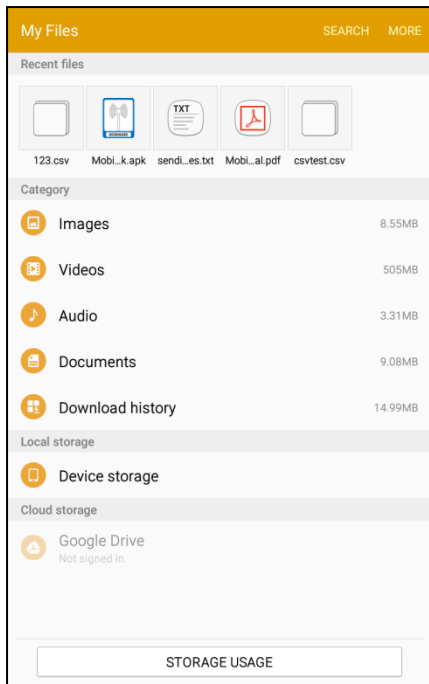 My Files SEARCH MORE
Recent files
TXT
123.csv Mobi...k.apk sendi...es.txt Mobi...al.pdf csvtest.csv
Category
Images 8.55MB
Videos 505MB
Audio 3.31MB
Documents 9.08MB
Download history 14.99MB
Local storage
Device storage
Cloud storage
Google Drive
Not signed in.
STORAGE USAGE